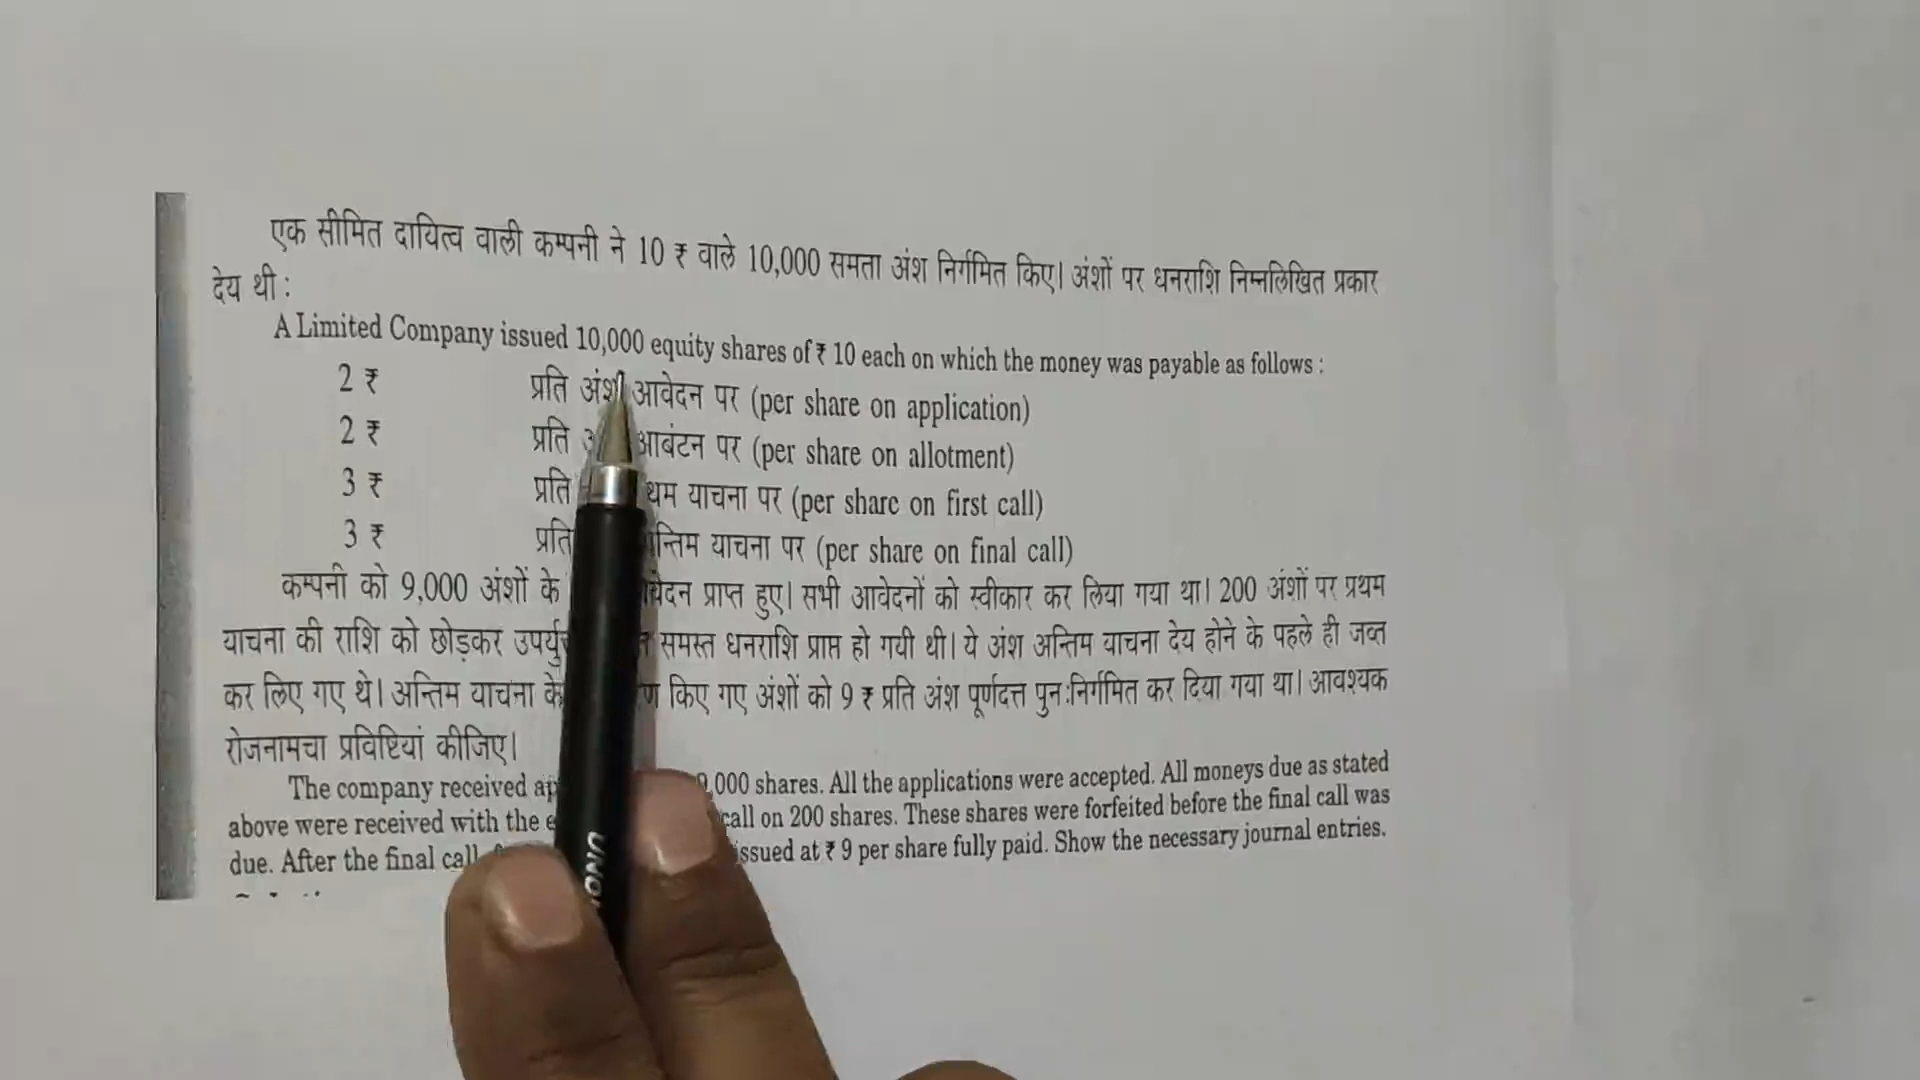 एक सीमित दायित्व वाली कम्पनी ने 10 ₹ वाले 10,000 समता अंश निर्गमित किए। अंशों पर धनराशि निम्नलिखित प्रकार
देय थी :
A Limited Company issued 10,000 equity shares of ₹ 10 each on which the money was payable as follows :
2 ₹ प्रति अंश आवेदन पर (per share on application)
2 ₹ प्रति आबंटन पर (per share on allotment)
3 ₹ प्रति याचना पर (per share on first call)
3 ₹ प्रति याचना पर (per share on final call)
कम्पनी को 9,000 अंशों के प्राप्त हुए। सभी आवेदनों को स्वीकार कर लिया गया था। 200 अंशों पर प्रथम
याचना की राशि को छोड़कर समस्त धनराशि प्राप्त हो गयी थी। ये अंश अन्तिम याचना देय होने के पहले ही जब्त
कर लिए गए थे। अन्तिम याचना के किए गए अंशों को 9 ₹ प्रति अंश पूर्णदत्त पुन:निर्गमित कर दिया गया था। आवश्यक
रोजनामचा प्रविष्टियां कीजिए।
The company received 9,000 shares. All the applications were accepted. All moneys due as stated
above were received with the call on 200 shares. These shares were forfeited before the final call was
due. After the final call at ₹ 9 per share fully paid. Show the necessary journal entries.
UNO